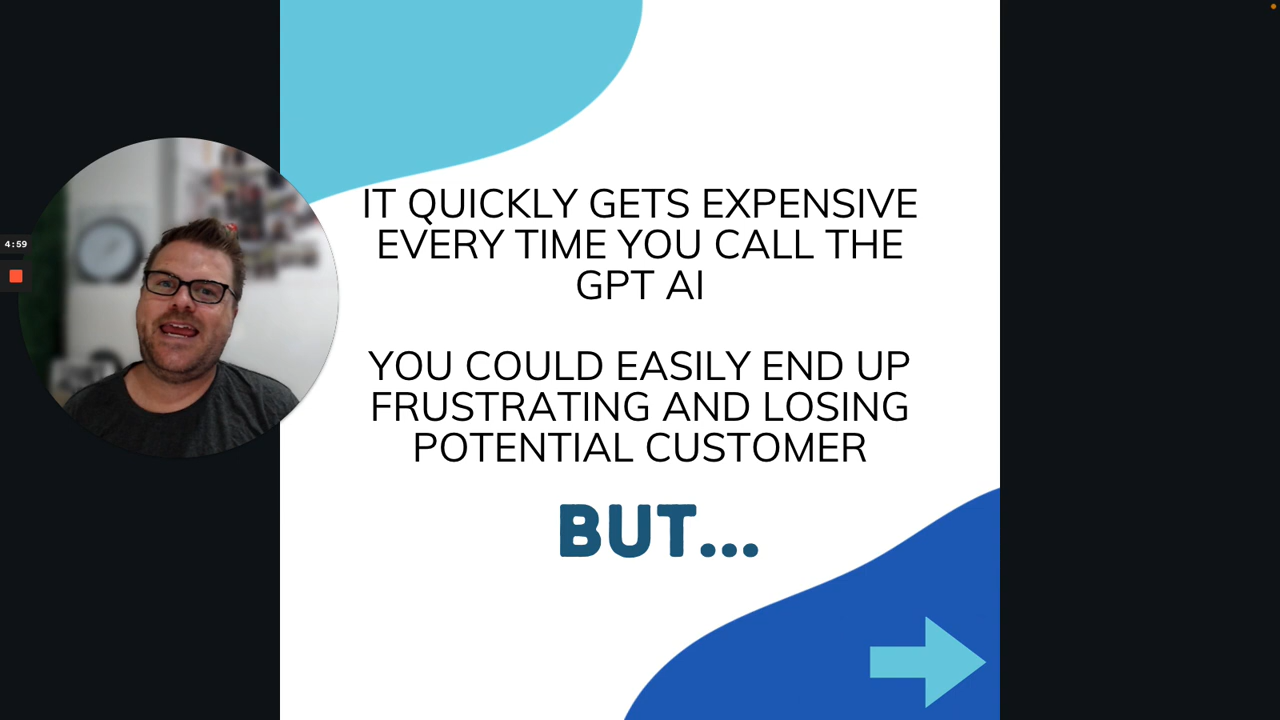 4:59
IT QUICKLY GETS EXPENSIVE
EVERY TIME YOU CALL THE
GPT AI
YOU COULD EASILY END UP
FRUSTRATING AND LOSING
POTENTIAL CUSTOMER
BUT...